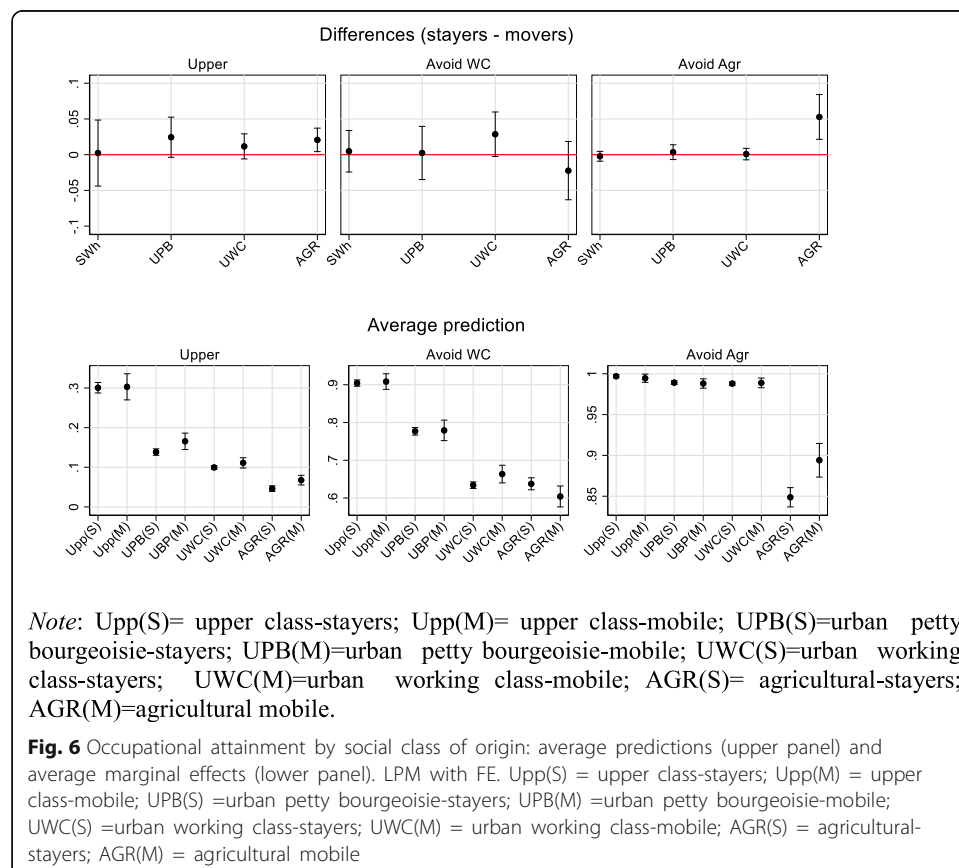 Differences (stayers - movers)
Upper
Avoid WC
Avoid Agr
.1
.05
0
-.05
-.1
SWh
UPB
UWC
AGR
SWh
UPB
UWC
AGR
SWh
UPB
UWC
AGR
Average prediction
Upper
Avoid WC
Avoid Agr
.3
.2
.1
0
Upp(S)
Upp(M)
UPB(S)
UBP(M)
UWC(S)
UWC(M)
AGR(S)
AGR(M)
.9
.8
.7
.6
Upp(S)
Upp(M)
UPB(S)
UBP(M)
UWC(S)
UWC(M)
AGR(S)
AGR(M)
1
.95
.9
.85
Upp(S)
Upp(M)
UPB(S)
UBP(M)
UWC(S)
UWC(M)
AGR(S)
AGR(M)
Note: Upp(S)= upper class-stayers; Upp(M)= upper class-mobile; UPB(S)=urban petty
bourgeoisie-stayers; UPB(M)=urban petty bourgeoisie-mobile; UWC(S)=urban working
class-stayers; UWC(M)=urban working class-mobile; AGR(S)= agricultural-stayers;
AGR(M)=agricultural mobile.
Fig. 6 Occupational attainment by social class of origin: average predictions (upper panel) and
average marginal effects (lower panel). LPM with FE. Upp(S) = upper class-stayers; Upp(M) = upper
class-mobile; UPB(S) =urban petty bourgeoisie-stayers; UPB(M) =urban petty bourgeoisie-mobile;
UWC(S) =urban working class-stayers; UWC(M) = urban working class-mobile; AGR(S) = agricultural-
stayers; AGR(M) = agricultural mobile